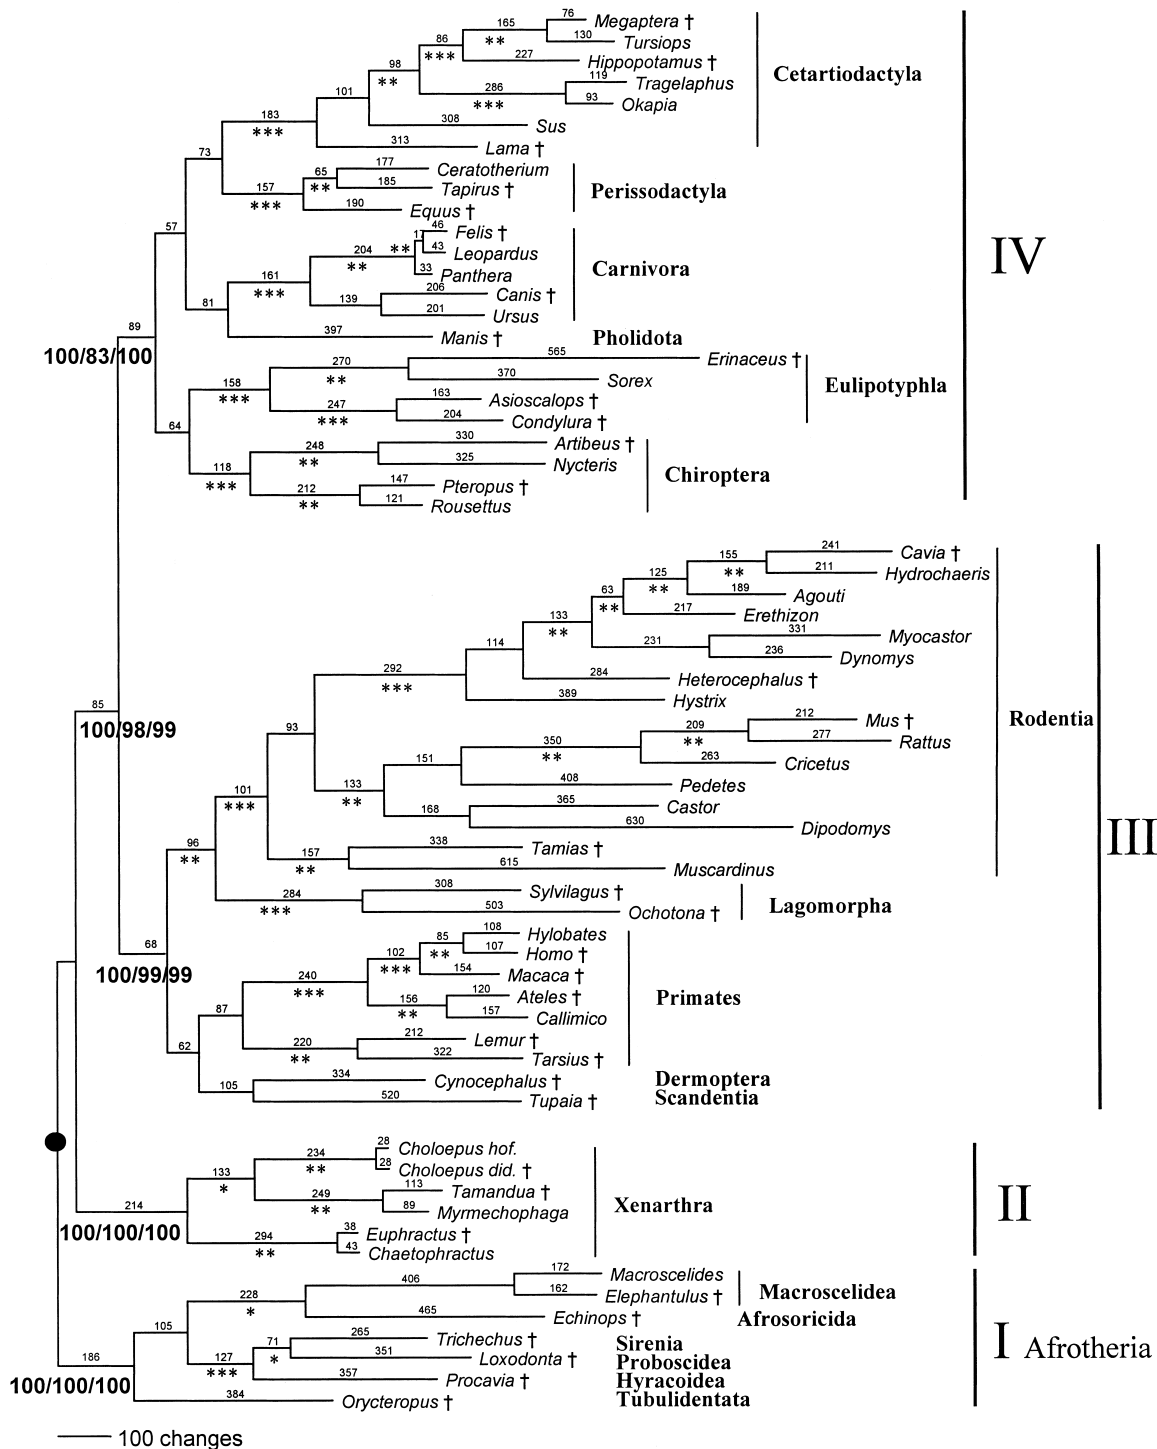 76 Megaptera †
165
** 130 Tursiops
86
*** 227 Hippopotamus †
98
** 119 Tragelaphus
286
*** 93 Okapia
Cetartiodactyla
101
183
*** 308 Sus
313 Lama †
73
177 Ceratotherium
65
** 185 Tapirus †
157
*** 190 Equus †
Perissodactyla
IV
57
46 Felis †
17
** 43 Leopardus
204
** 33 Panthera
161
*** 206 Canis †
139
201 Ursus
Carnivora
81
397 Manis † Pholidota
89
100/83/100
565 Erinaceus †
270
** 370 Sorex
158
*** 163 Asioscalops †
247
*** 204 Condylura †
Eulipotyphla
64
330 Artibeus †
248
** 325 Nycteris
118
*** 147 Pteropus †
212
** 121 Rousettus
Chiroptera
241 Cavia †
155
** 211 Hydrochaeris
125
** 189 Agouti
63
** 217 Erethizon
133
** 331 Myocastor
231
236 Dynomys
114
284 Heterocephalus †
292
*** 389 Hystrix
Rodentia
93
212 Mus †
209
** 277 Rattus
350
** 263 Cricetus
151
408 Pedetes
133
** 365 Castor
168
630 Dipodomys
101
***
338 Tamias †
157
** 615 Muscardinus
III
96
**
308 Sylvilagus †
284
*** 503 Ochotona †
Lagomorpha
85
100/98/99
68
100/99/99
108 Hylobates
85
** 107 Homo †
102
*** 154 Macaca †
240
*** 120 Ateles †
156
** 157 Callimico
Primates
87
212 Lemur †
220
** 322 Tarsius †
62
334 Cynocephalus † Dermoptera
105
520 Tupaia † Scandentia
28 Choloepus hof.
234
** 28 Choloepus did. †
133
* 113 Tamandua †
249
** 89 Myrmechophaga
Xenarthra
II
214
100/100/100
38 Euphractus †
294
** 43 Chaetophractus
172 Macroscelides
406
162 Elephantulus †
Macroscelidea
228
* 465 Echinops † Afrosoricida
105
265 Trichechus † Sirenia
71
* 351 Loxodonta † Proboscidea
127
*** 357 Procavia † Hyracoidea
186
100/100/100
384 Orycteropus † Tubulidentata
I Afrotheria
100 changes